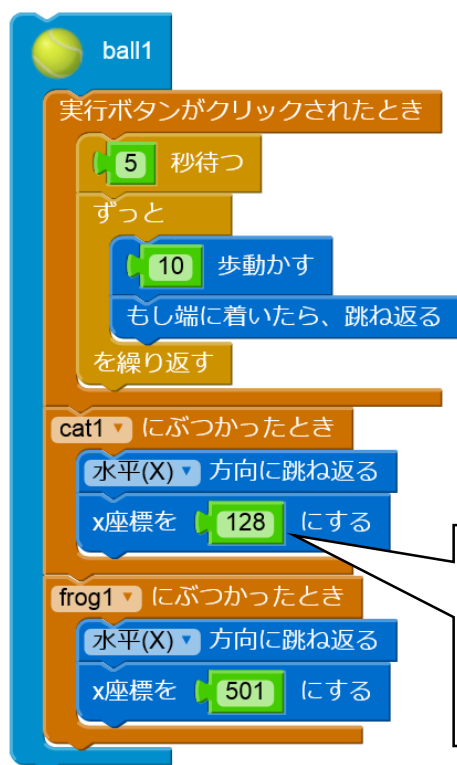 ball1
実行ボタンがクリックされたとき
5 秒待つ
ずっと
10 歩動かす
もし端に着いたら、跳ね返る
を繰り返す
cat1 にぶつかったとき
水平(X) 方向に跳ね返る
x座標を 128 にする
frog1 にぶつかったとき
水平(X) 方向に跳ね返る
x座標を 501 にする